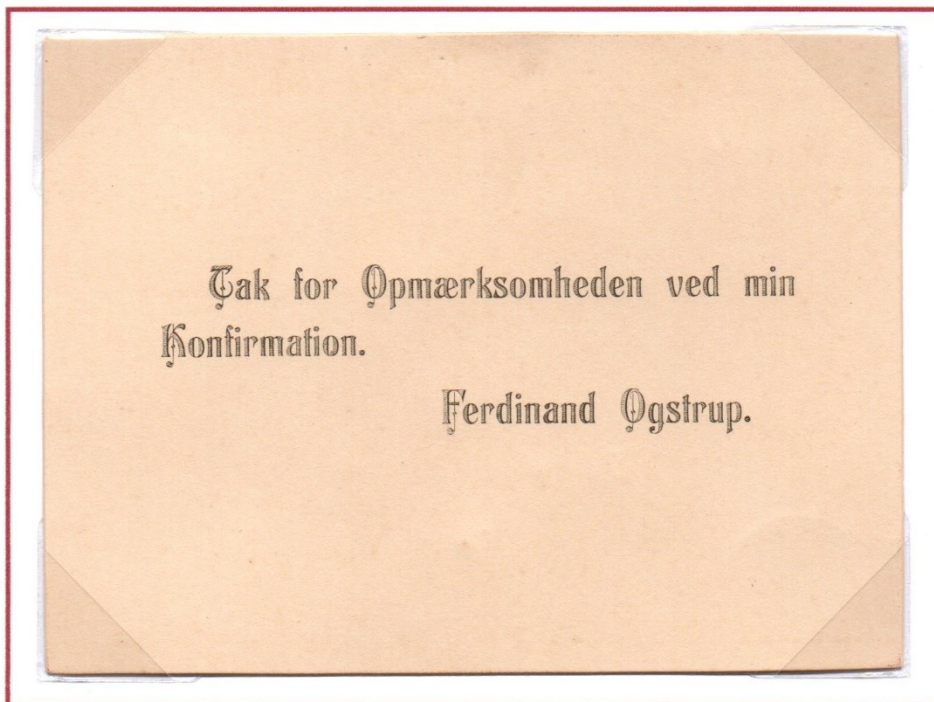 Tak for Opmærksomheden ved min
Konfirmation.
Ferdinand Ogstrup.